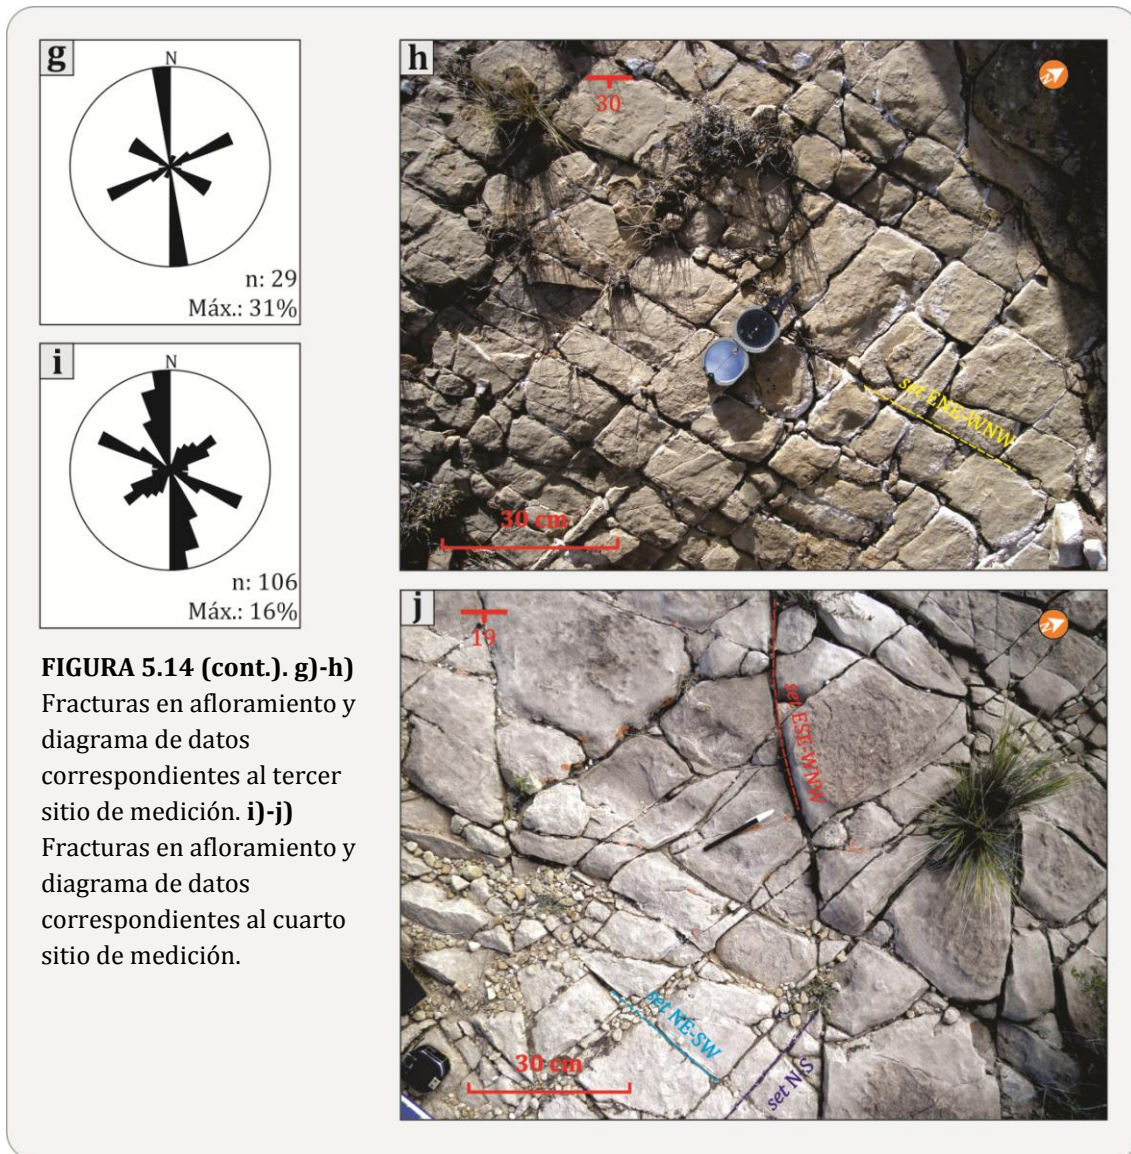 g
N
n: 29
Máx.: 31%
h
30
set ENE-WNW
30 cm
i
N
n: 106
Máx.: 16%
j
19
set ESE-WNW
set NE-SW
set N-S
30 cm
FIGURA 5.14 (cont.). g)-h)
Fracturas en afloramiento y
diagrama de datos
correspondientes al tercer
sitio de medición. i)-j)
Fracturas en afloramiento y
diagrama de datos
correspondientes al cuarto
sitio de medición.